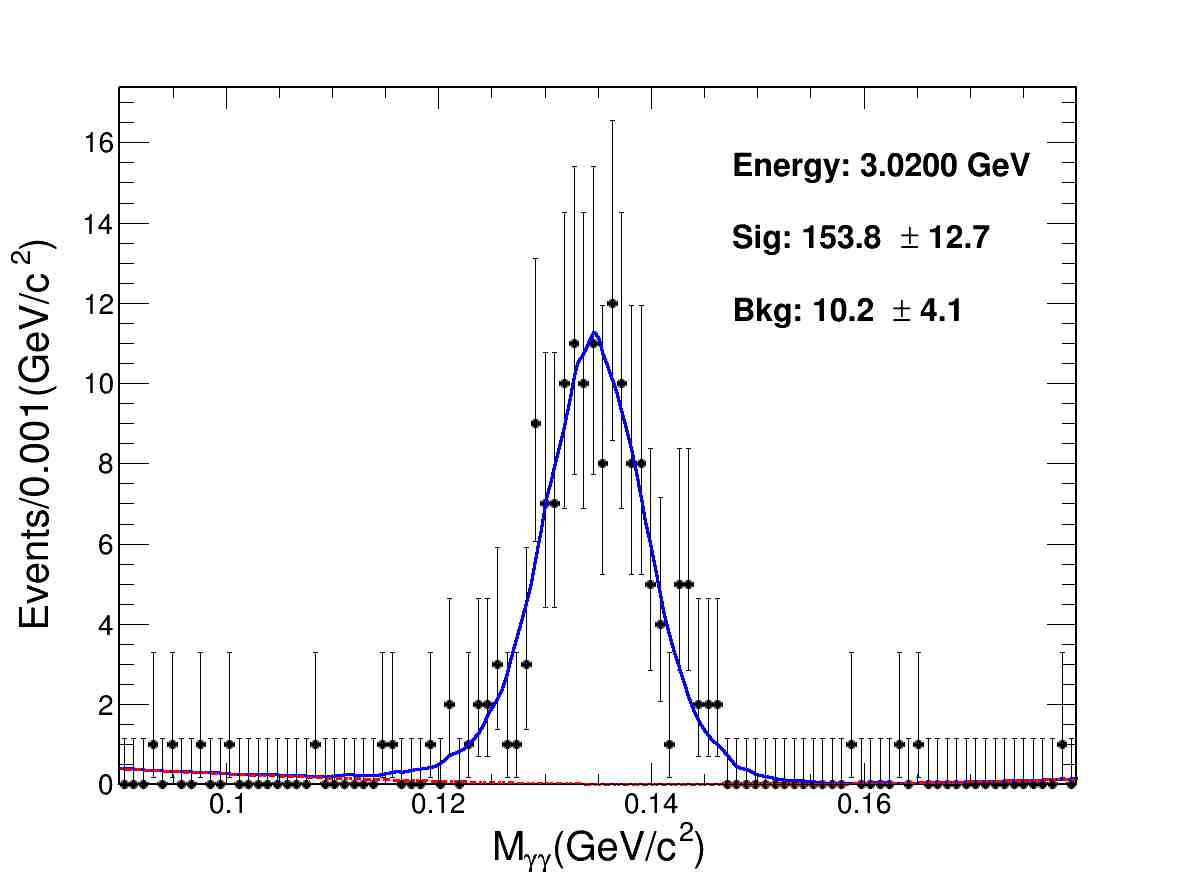 Energy: 3.0200 GeV
Sig: 153.8 ± 12.7
Bkg: 10.2 ± 4.1
Events/0.001(GeV/c²)
16
14
12
10
8
6
4
2
0
0.1
0.12
0.14
0.16
Mγγ(GeV/c²)